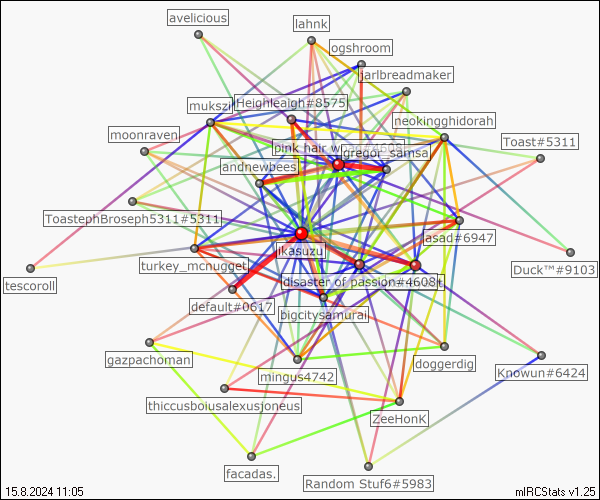 avelicious
lahnk
ogshroom
jarlbreadmaker
mukszi
Heighleaigh#8575
neokingghidorah
moonraven
pink hair
gregor_samsa
Toast#5311
andnewbees
ToastephBroseph5311#5311
jkasuzu
asad#6947
tescoroll
turkey_mcnugget
disaster of passion#4608
Duck™#9103
default#0617
bigcitysamurai
gazpachoman
mingus4742
doggerdig
Knowun#6424
thiccusboiusalexusjoneus
ZeeHonK
facadas.
Random Stuf6#5983
15.8.2024 11:05
mIRCStats v1.25